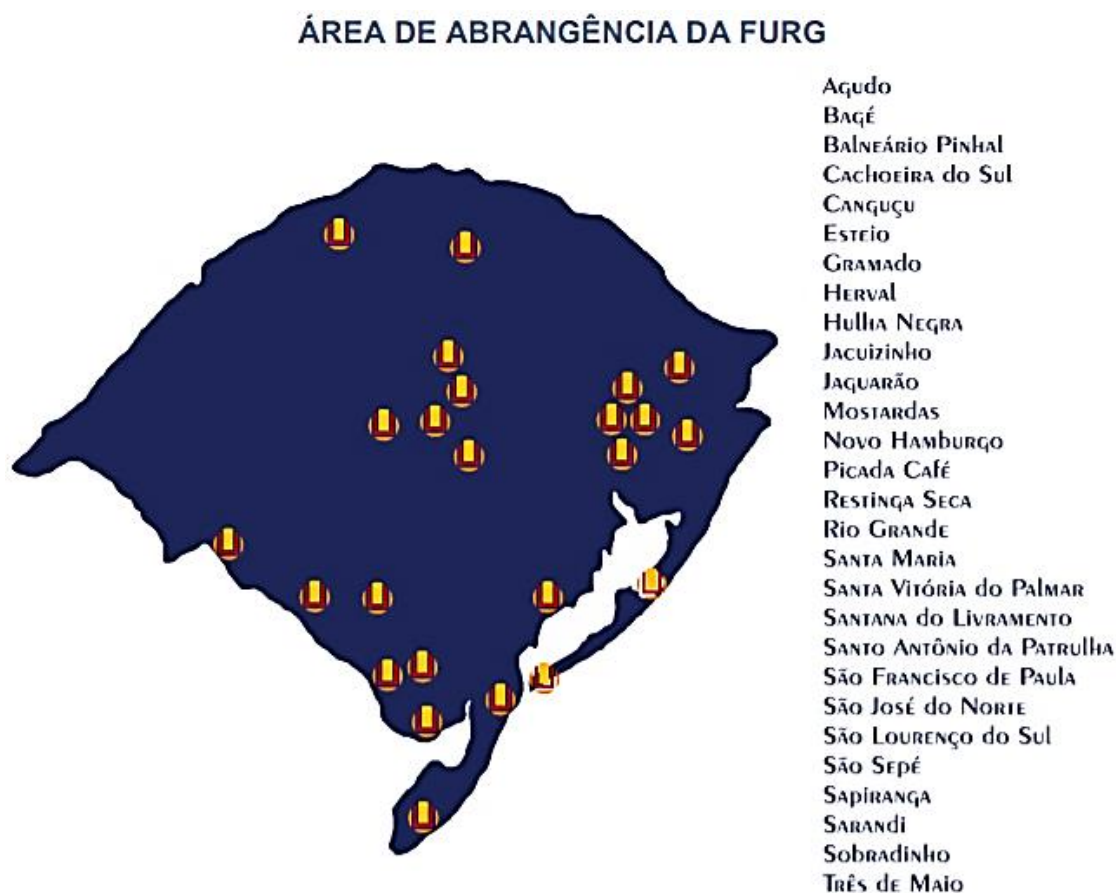 ÁREA DE ABRANGÊNCIA DA FURG
Agudo
Bagé
Balneário Pinhal
Cachoeira do Sul
Canguçu
Esteio
Gramado
Herval
Hulha Negra
Jacuizinho
Jaguarão
Mostardas
Novo Hamburgo
Picada Café
Restinga Seca
Rio Grande
Santa Maria
Santa Vitória do Palmar
Santana do Livramento
Santo Antônio da Patrulha
São Francisco de Paula
São José do Norte
São Lourenço do Sul
São Sepé
Sapiranga
Sarandi
Sobradinho
Três de Maio